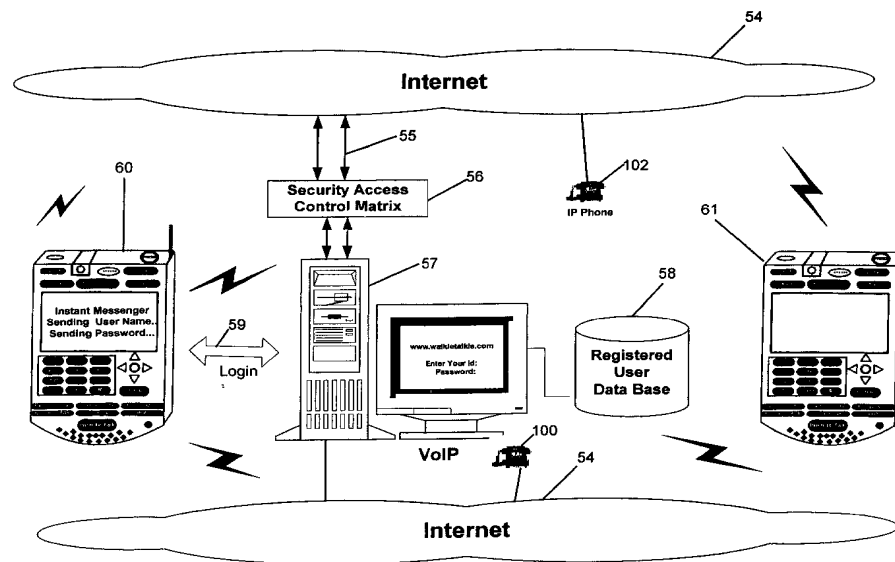 54
Internet
55
60
Security Access
Control Matrix
56
102
IP Phone
61
57
58
Instant Messenger
Sending User Name..
Sending Password...
59
Login
www.walkietalkie.com
Enter Your Id:
Password:
Registered
User
Data Base
VoIP
100
54
Internet